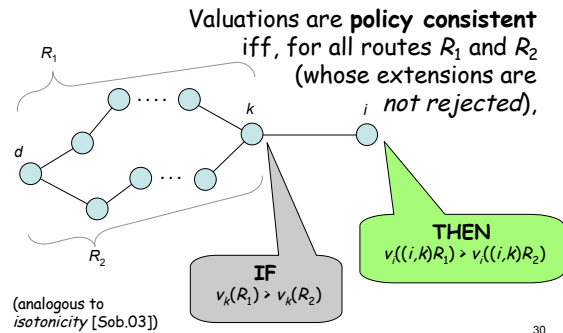 Valuations are policy consistent
iff, for all routes R₁ and R₂
(whose extensions are
not rejected),
R₁
k
i
d
R₂
IF
vₖ(R₁) > vₖ(R₂)
THEN
vᵢ((i,k)R₁) > vᵢ((i,k)R₂)
(analogous to
isotonicity [Sob.03])
30